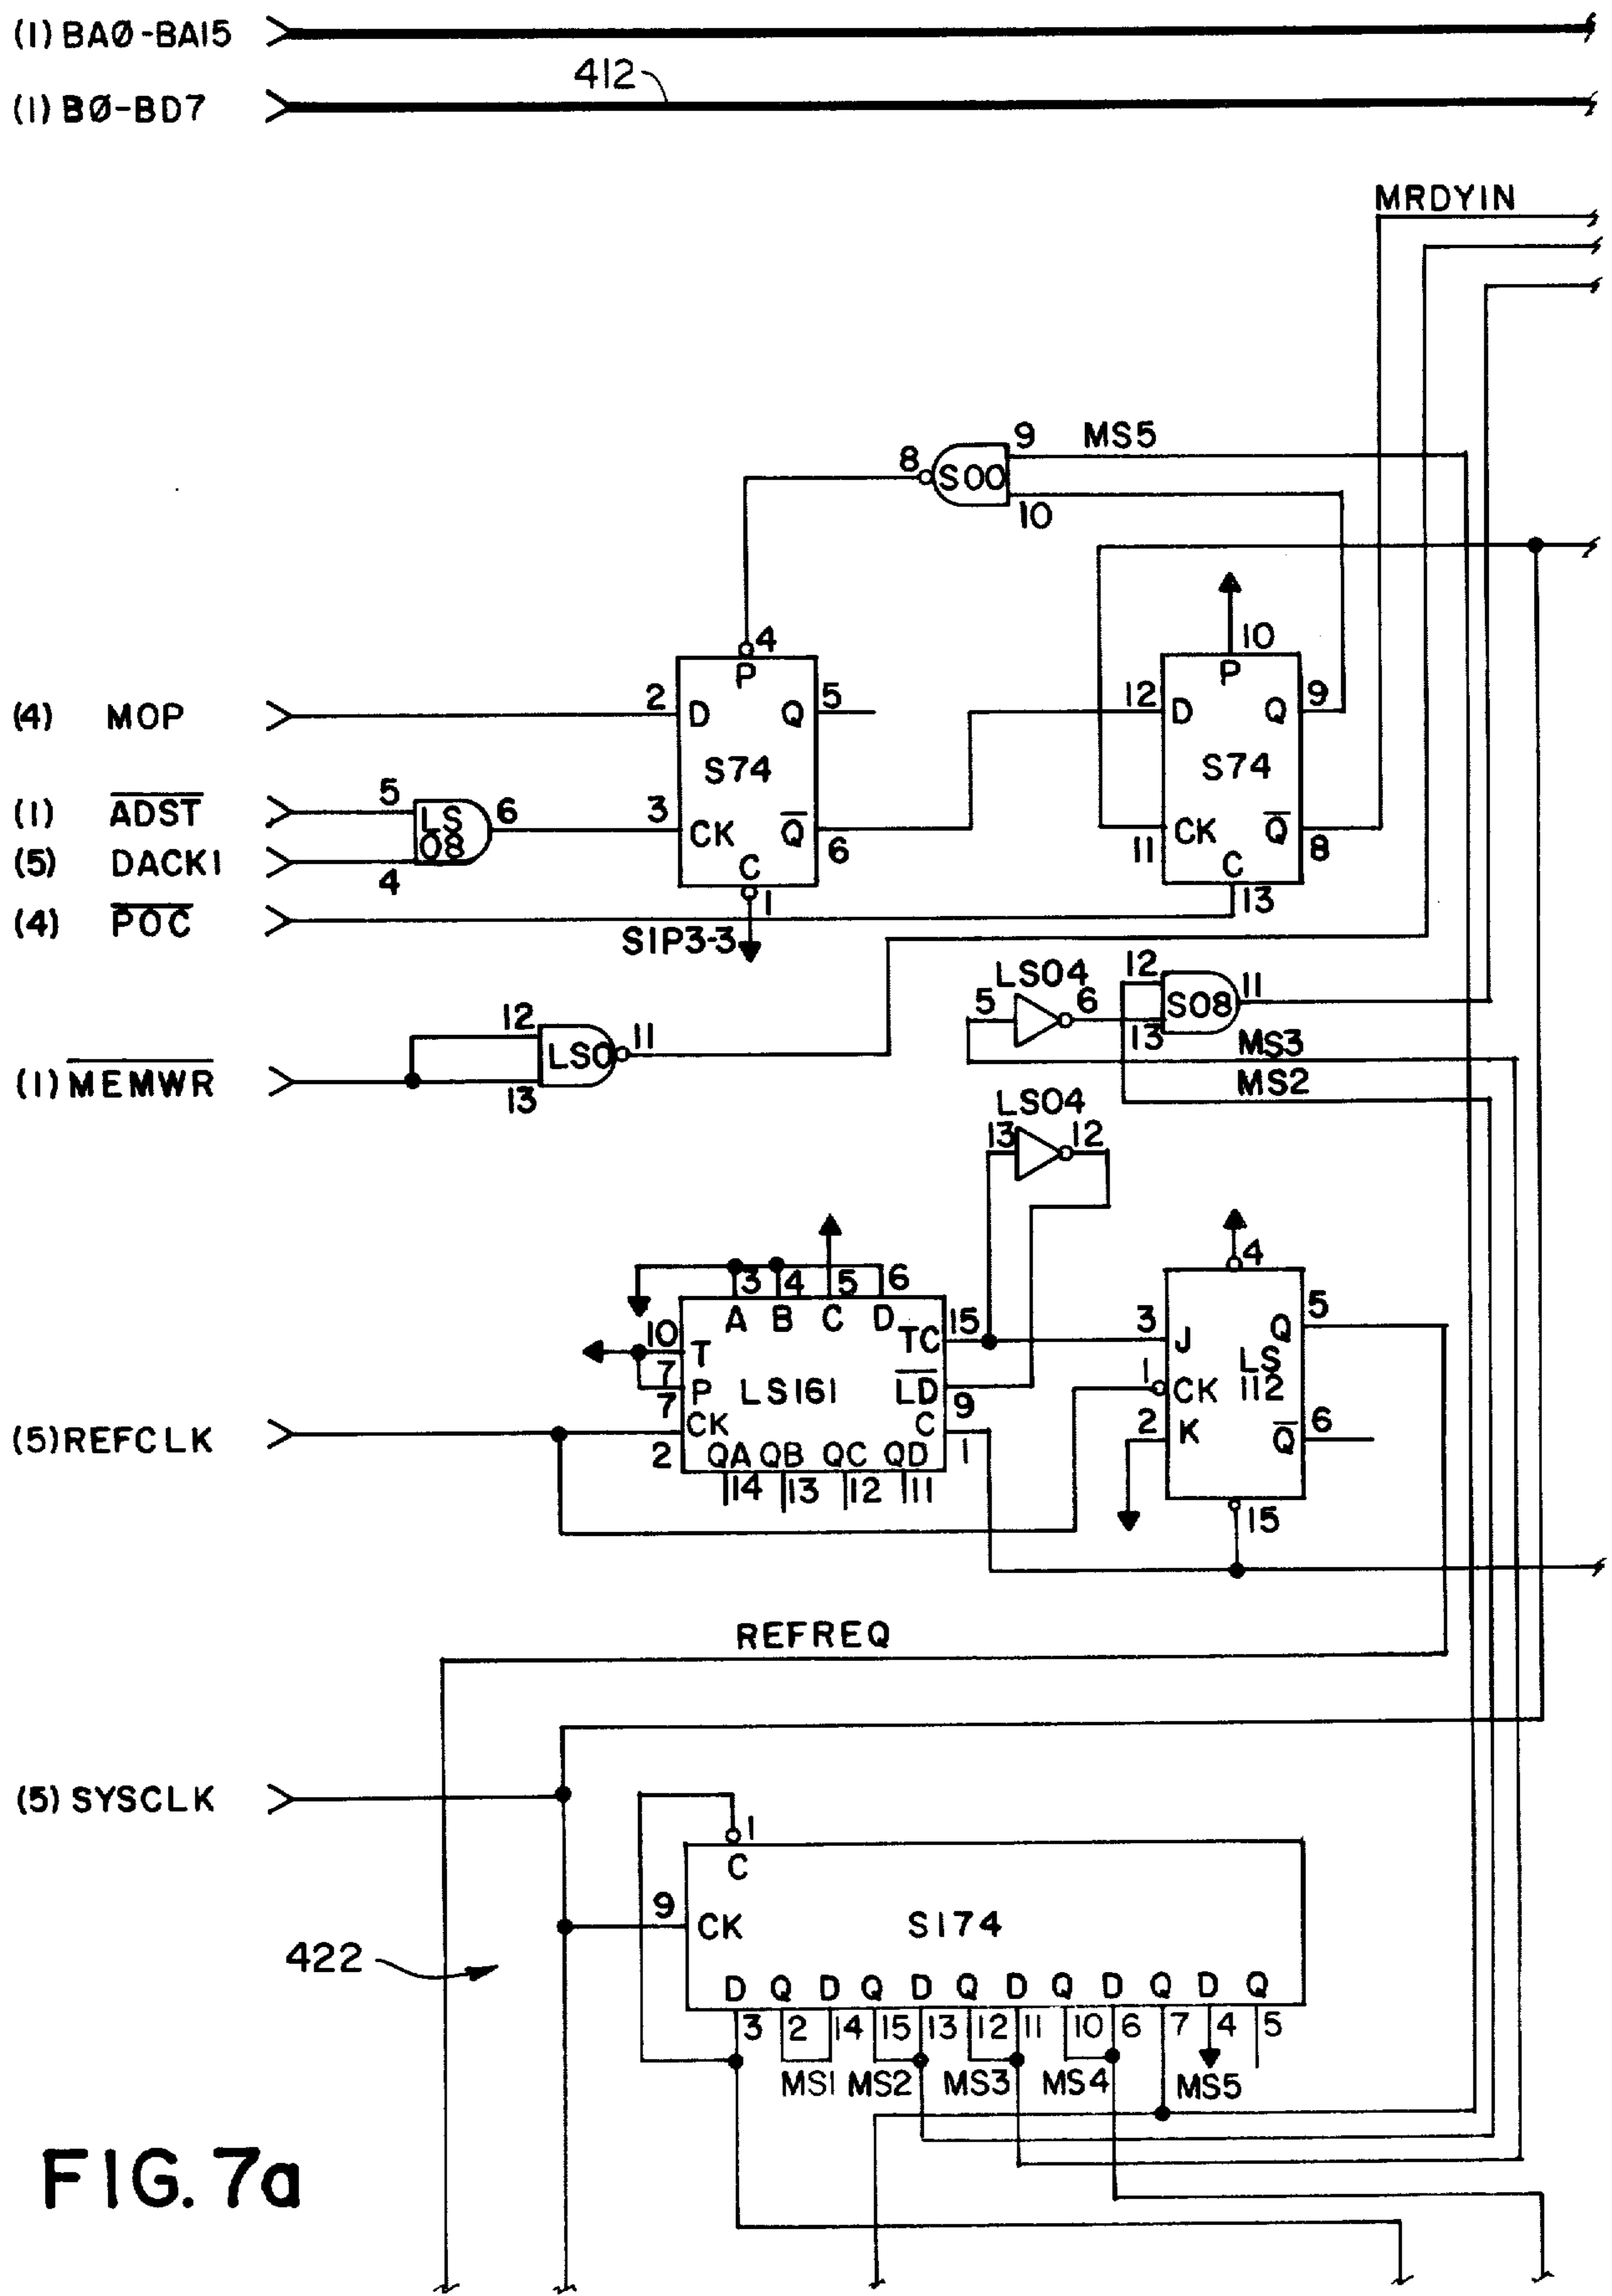 (1) BAØ-BA15
412
(1) BØ-BD7
MRDYIN
9 MS5
8
S00
10
4 10
P P
(4) MOP 2 D Q 5 12 D Q 9
S74 S74
(1) A̅D̅S̅T̅ 5 LS 08 6 3 CK Q̅ 6 11 CK Q̅ 8
(5) DACK1 4 C C
(4) P̅O̅C̅ 1 13
SIP3-3
LS04 12 11
5 6 S08
13
12 11 MS3
LS0
(1) M̅E̅M̅W̅R̅ 13 MS2
LS04
13 12
3 4 5 6 4
A B C D 15 3 Q 5
10 T TC J
7 P LS161 L̅D̅ 1 CK LS 112
7 CK C 9 2 K Q̅ 6
(5) REFCLK 2 QA QB QC QD 1
14 13 12 11 15
REFREQ
(5) SYSCLK
1
C
9 CK S174
422
D Q D Q D Q D Q D Q D Q
3 2 14 15 13 12 11 10 6 7 4 5
MS1 MS2 MS3 MS4 MS5
FIG. 7a